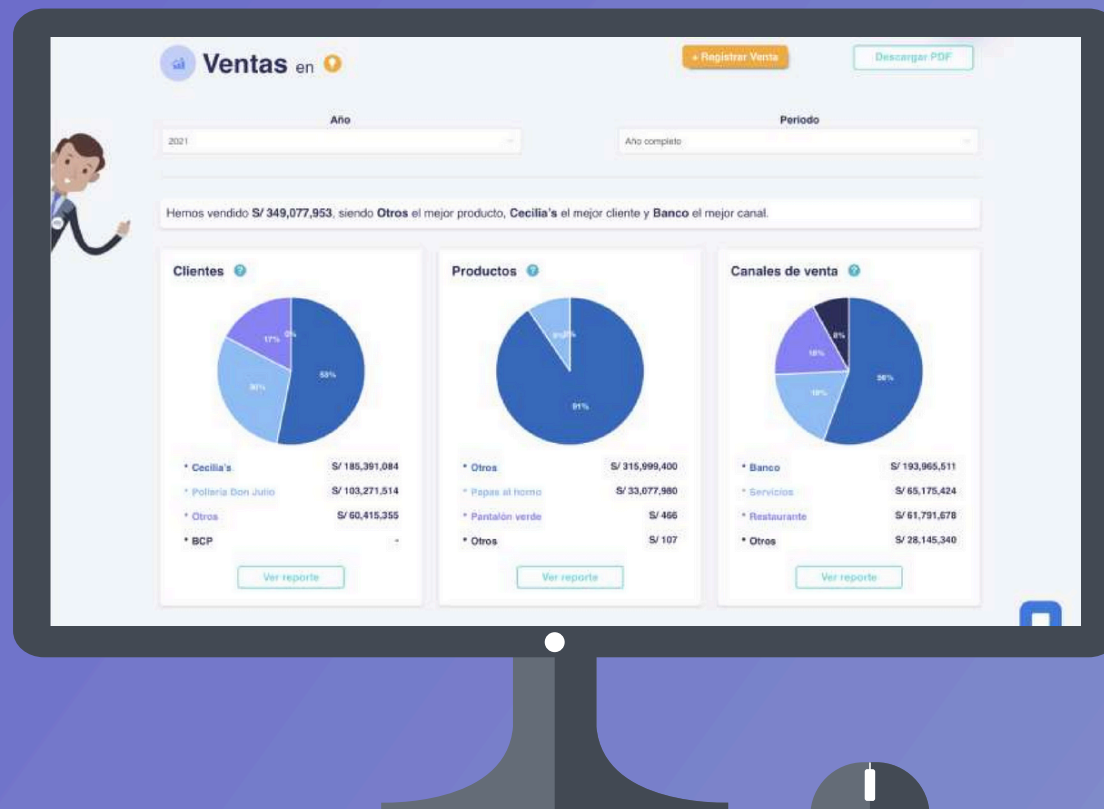 Ventas en
+ Registrar Venta
Descargar PDF
Año
Periodo
2021
Año completo
Hemos vendido S/ 349,077,953, siendo Otros el mejor producto, Cecilia's el mejor cliente y Banco el mejor canal.
Clientes ?
17% 0%
53%
30%
* Cecilia's S/ 185,391,084
* Pollería Don Julio S/ 103,271,514
* Otros S/ 60,415,355
* BCP -
Ver reporte
Productos ?
91%
* Otros S/ 315,999,400
* Papas al horno S/ 33,077,980
* Pantalón verde S/ 466
* Otros S/ 107
Ver reporte
Canales de venta ?
8%
18%
56%
19%
* Banco S/ 193,965,511
* Servicios S/ 65,175,424
* Restaurante S/ 61,791,678
* Otros S/ 28,145,340
Ver reporte